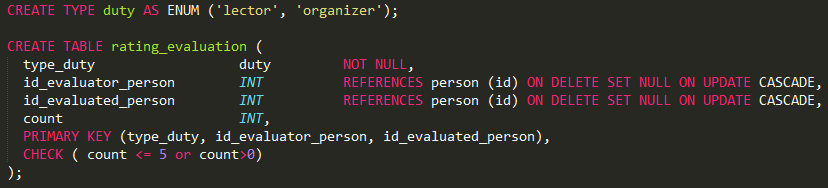 CREATE TYPE duty AS ENUM ('lector', 'organizer');
CREATE TABLE rating_evaluation (
type_duty duty NOT NULL,
id_evaluator_person INT REFERENCES person (id) ON DELETE SET NULL ON UPDATE CASCADE,
id_evaluated_person INT REFERENCES person (id) ON DELETE SET NULL ON UPDATE CASCADE,
count INT,
PRIMARY KEY (type_duty, id_evaluator_person, id_evaluated_person),
CHECK ( count <= 5 or count>0)
);